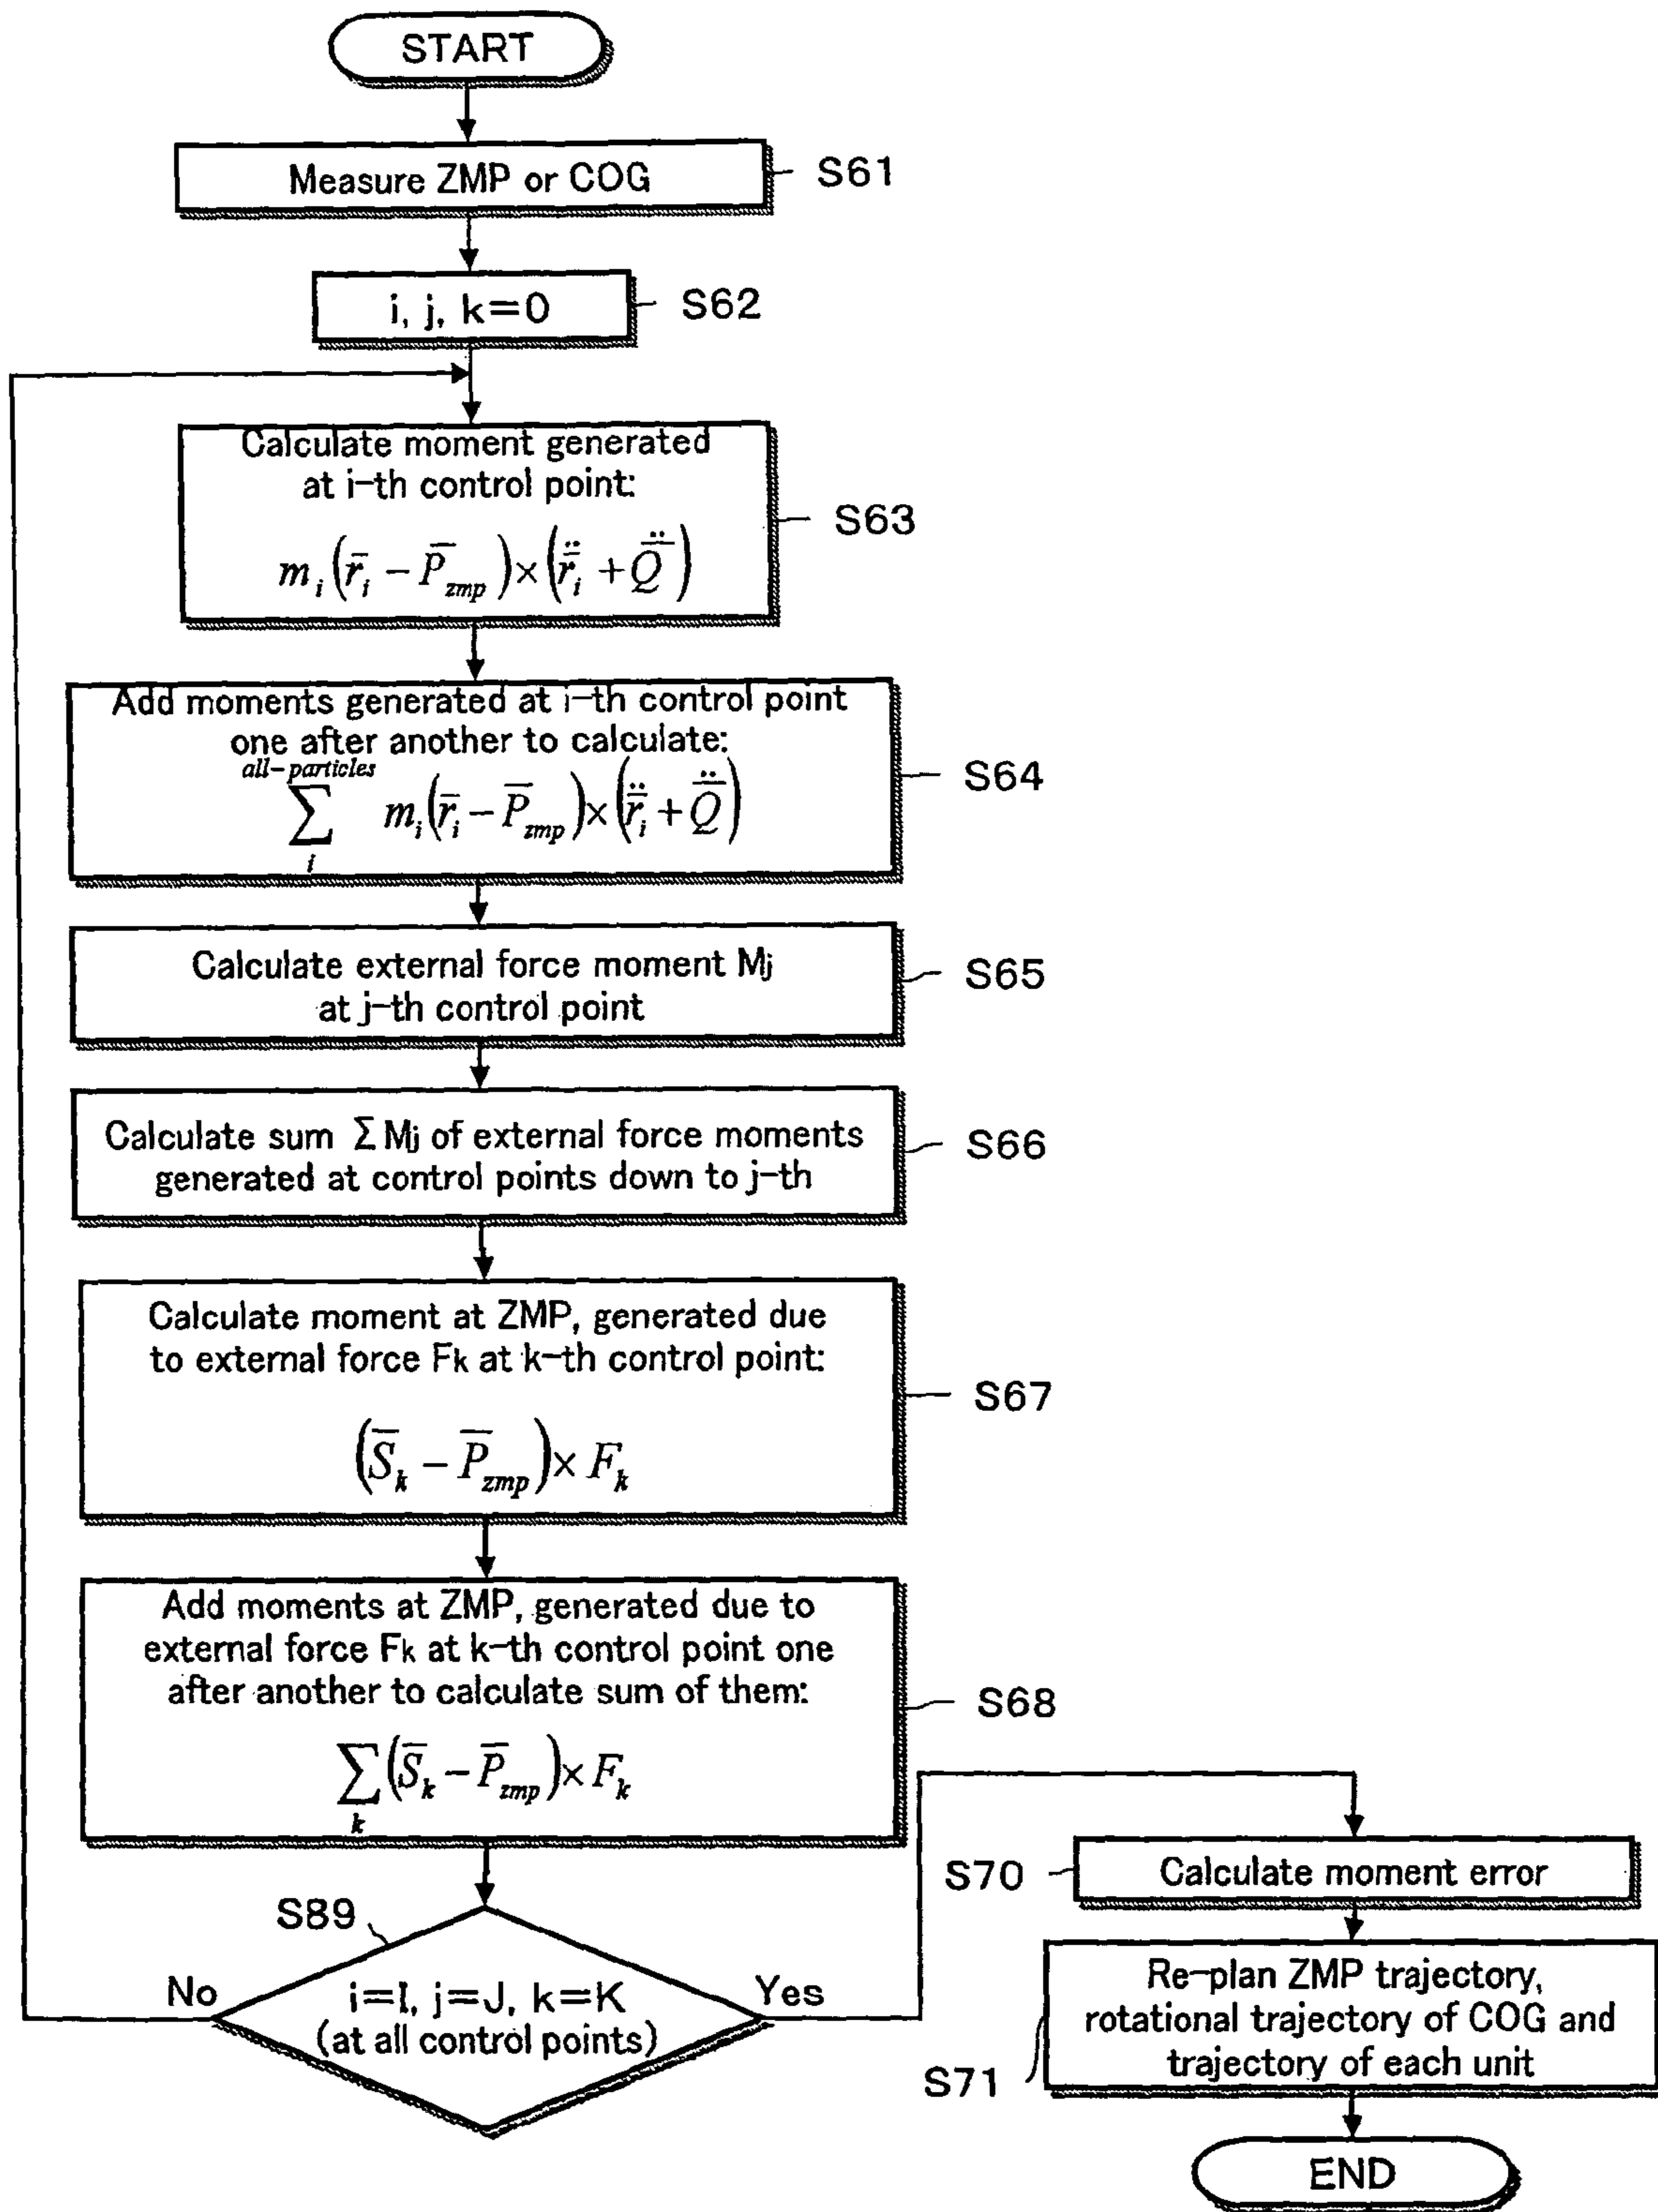 START
Measure ZMP or COG
S61
i, j, k=0
S62
Calculate moment generated
at i-th control point:
m_i(r̄_i − P̄_zmp)×(r̄̈_i + Q̄̈)
S63
Add moments generated at i-th control point
one after another to calculate:
all-particles
∑ m_i(r̄_i − P̄_zmp)×(r̄̈_i + Q̄̈)
i
S64
Calculate external force moment Mj
at j-th control point
S65
Calculate sum ΣMj of external force moments
generated at control points down to j-th
S66
Calculate moment at ZMP, generated due
to external force Fk at k-th control point:
(S̄_k − P̄_zmp)× F_k
S67
Add moments at ZMP, generated due to
external force Fk at k-th control point one
after another to calculate sum of them:
∑(S̄_k − P̄_zmp)× F_k
k
S68
S89
No
i=I, j=J, k=K
(at all control points)
Yes
S70
Calculate moment error
Re-plan ZMP trajectory,
rotational trajectory of COG and
trajectory of each unit
S71
END